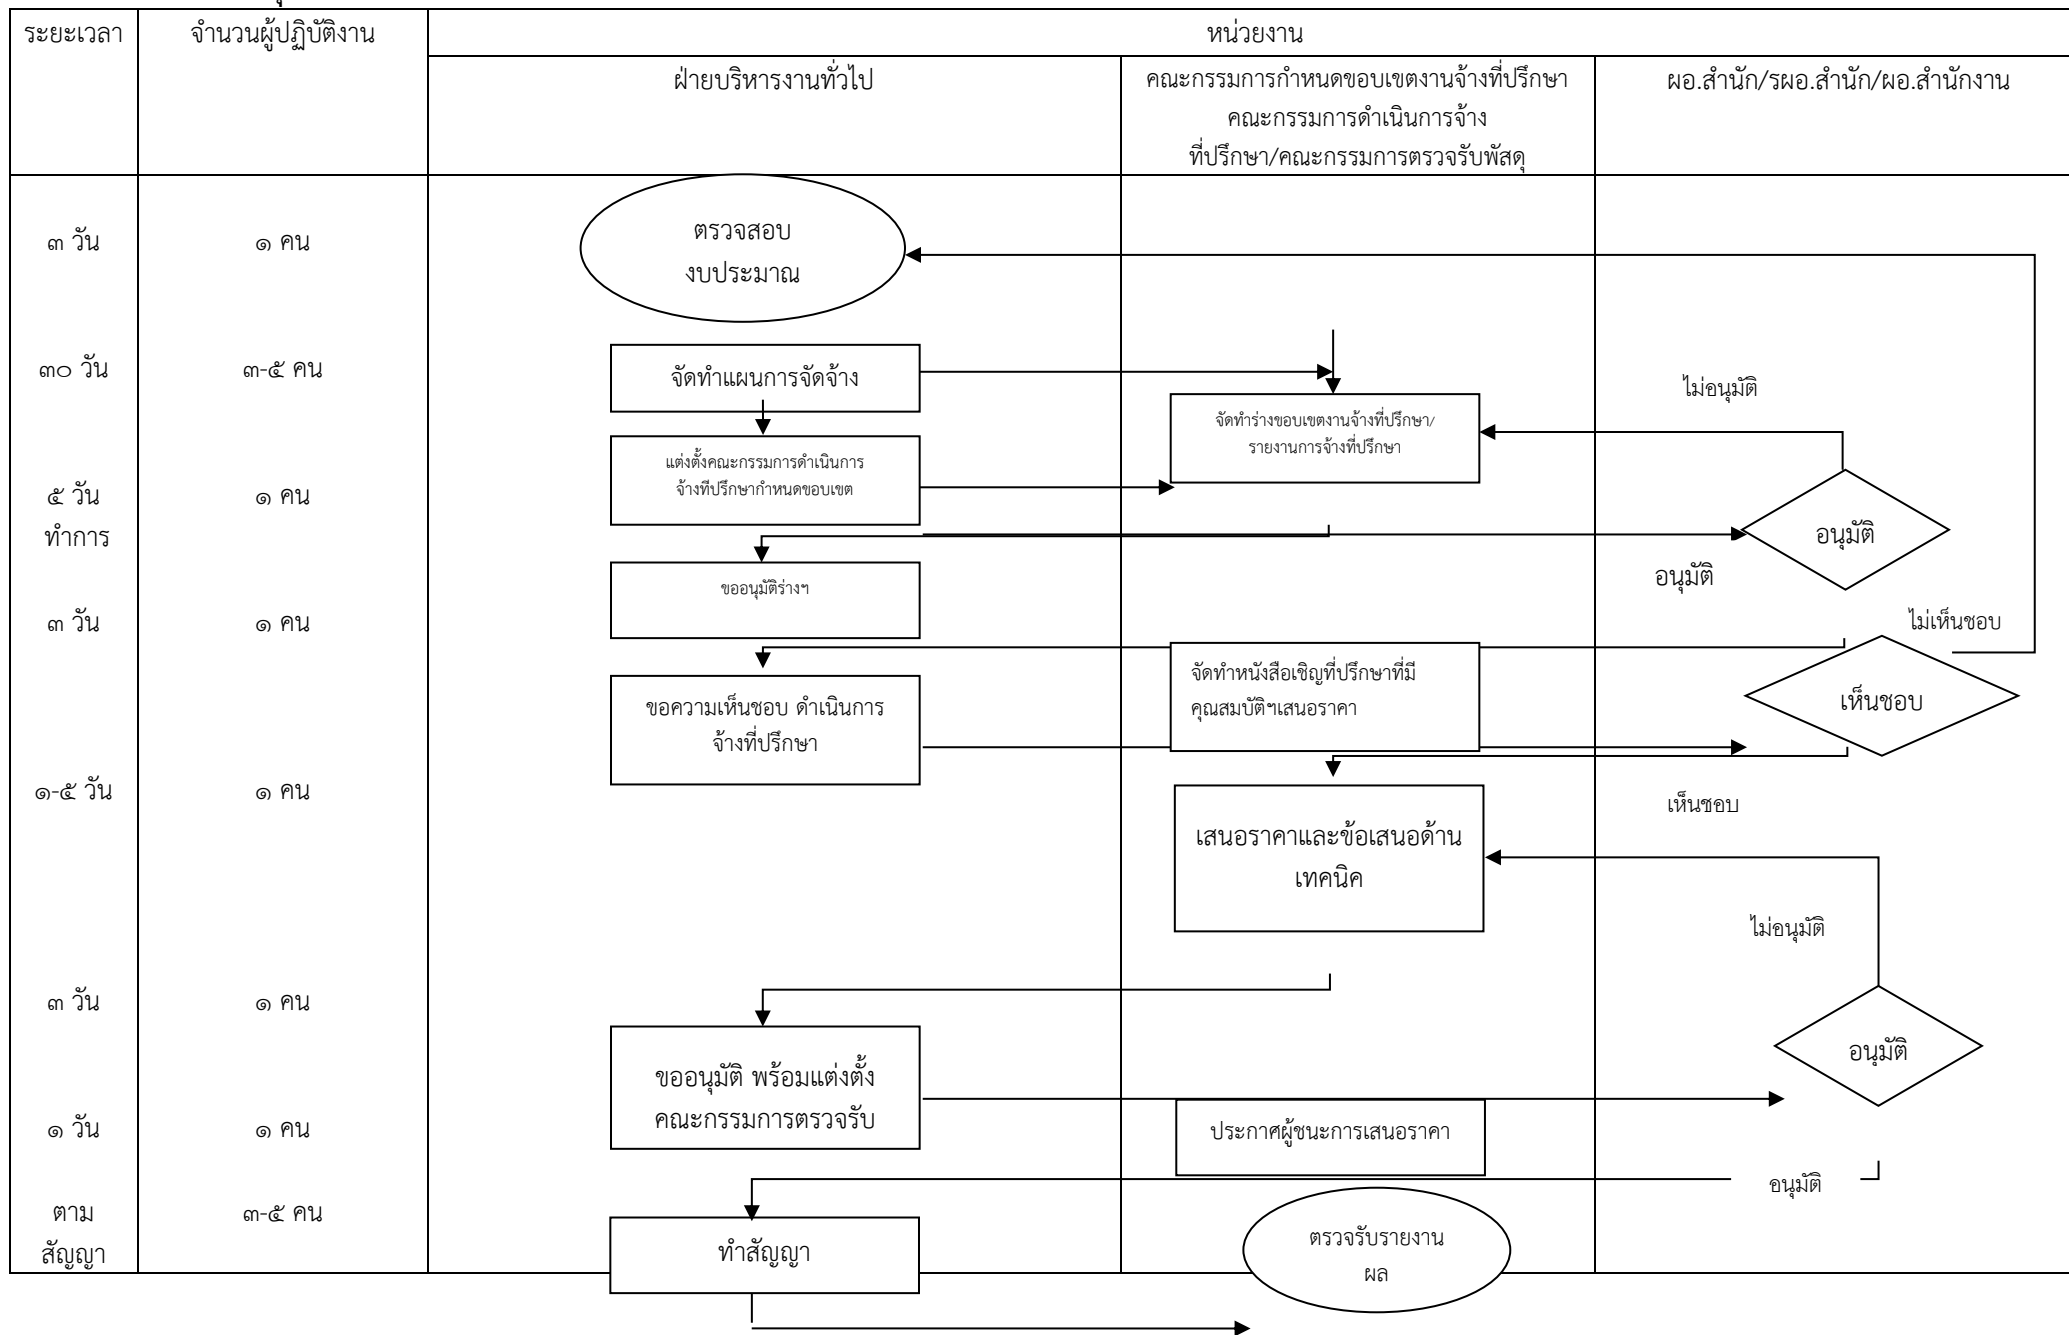 ระยะเวลา
จำนวนผู้ปฏิบัติงาน
หน่วยงาน
ฝ่ายบริหารงานทั่วไป
คณะกรรมการกำหนดขอบเขตงานจ้างที่ปรึกษา
คณะกรรมการดำเนินการจ้าง
ที่ปรึกษา/คณะกรรมการตรวจรับพัสดุ
ผอ.สำนัก/รผอ.สำนัก/ผอ.สำนักงาน
๓ วัน
๑ คน
ตรวจสอบ
งบประมาณ
๓๐ วัน
๓-๕ คน
จัดทำแผนการจัดจ้าง
จัดทำร่างขอบเขตงานจ้างที่ปรึกษา/
รายงานการจ้างที่ปรึกษา
ไม่อนุมัติ
แต่งตั้งคณะกรรมการดำเนินการ
จ้างทีปรึกษากำหนดขอบเขต
๕ วัน
ทำการ
๑ คน
อนุมัติ
อนุมัติ
ขออนุมัติร่างฯ
๓ วัน
๑ คน
ไม่เห็นชอบ
จัดทำหนังสือเชิญที่ปรึกษาที่มี
คุณสมบัติฯเสนอราคา
ขอความเห็นชอบ ดำเนินการ
จ้างที่ปรึกษา
เห็นชอบ
๑-๕ วัน
๑ คน
เห็นชอบ
เสนอราคาและข้อเสนอด้าน
เทคนิค
ไม่อนุมัติ
๓ วัน
๑ คน
อนุมัติ
ขออนุมัติ พร้อมแต่งตั้ง
คณะกรรมการตรวจรับ
๑ วัน
๑ คน
ประกาศผู้ชนะการเสนอราคา
อนุมัติ
ตาม
สัญญา
๓-๕ คน
ทำสัญญา
ตรวจรับรายงาน
ผล